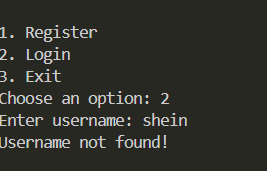 1. Register
2. Login
3. Exit
Choose an option: 2
Enter username: shein
Username not found!